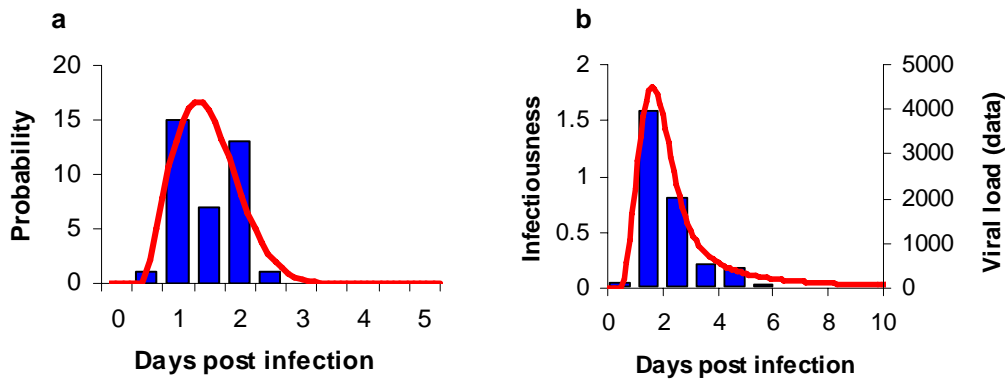 a
20
15
10
5
0
Probability
0 1 2 3 4 5
Days post infection
b
2
1.5
1
0.5
0
Infectiousness
5000
4000
3000
2000
1000
0
Viral load (data)
0 2 4 6 8 10
Days post infection